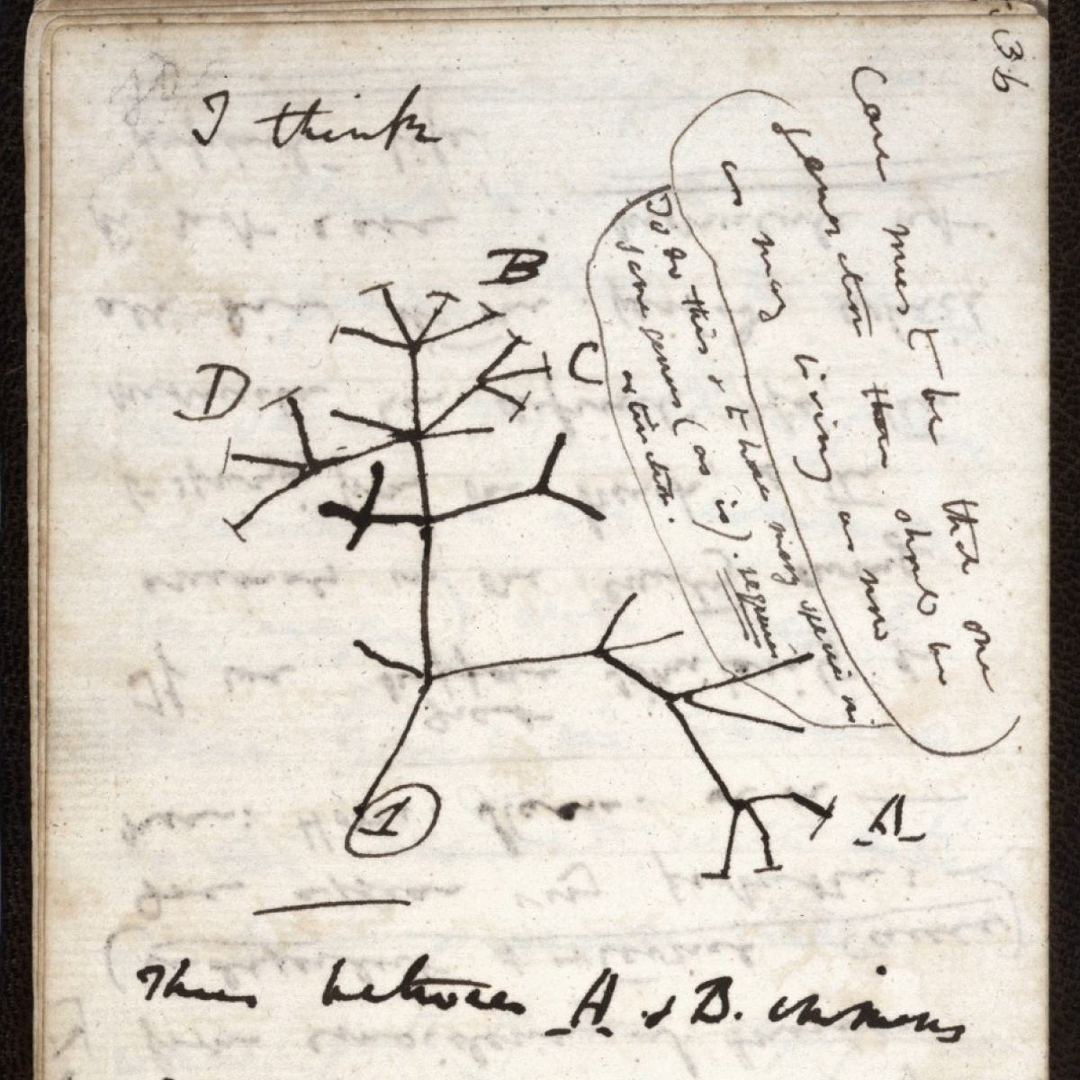 36
I think
Case must be that one
generation then should be
as many living as now
To do this & to have many species in
same genus (as is). requires
extinction.
B
C
D
A
1
Thus between A & B. immens